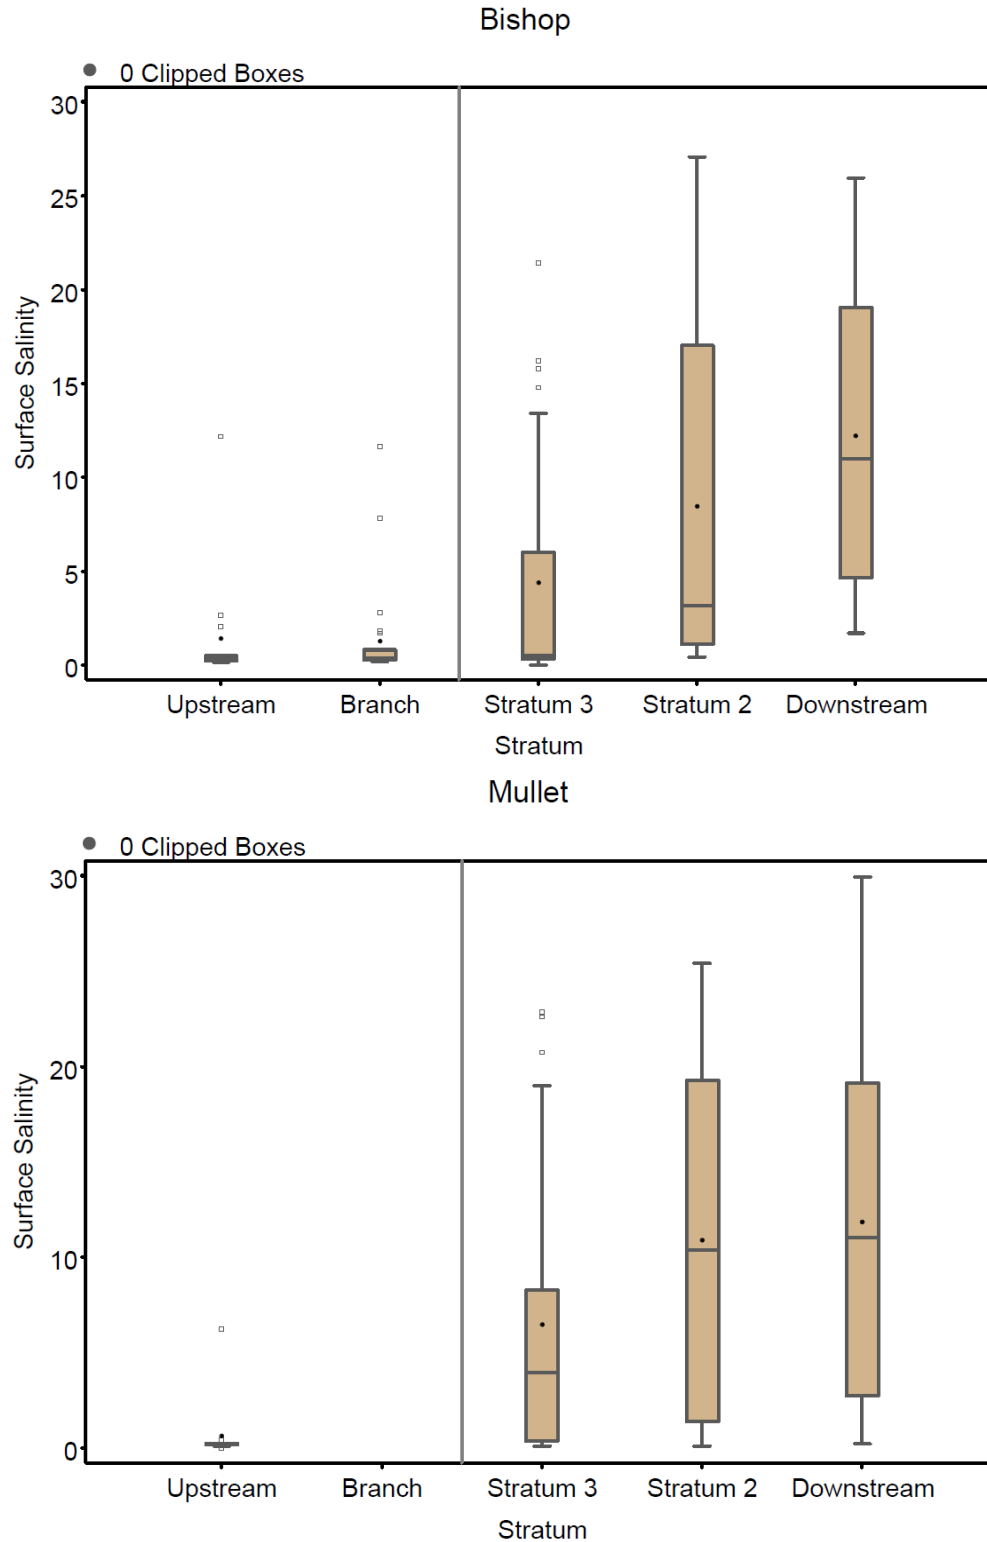 Bishop
0 Clipped Boxes
30
25
20
15
10
5
0
Surface Salinity
Upstream Branch Stratum 3 Stratum 2 Downstream
Stratum
Mullet
0 Clipped Boxes
30
20
10
0
Surface Salinity
Upstream Branch Stratum 3 Stratum 2 Downstream
Stratum